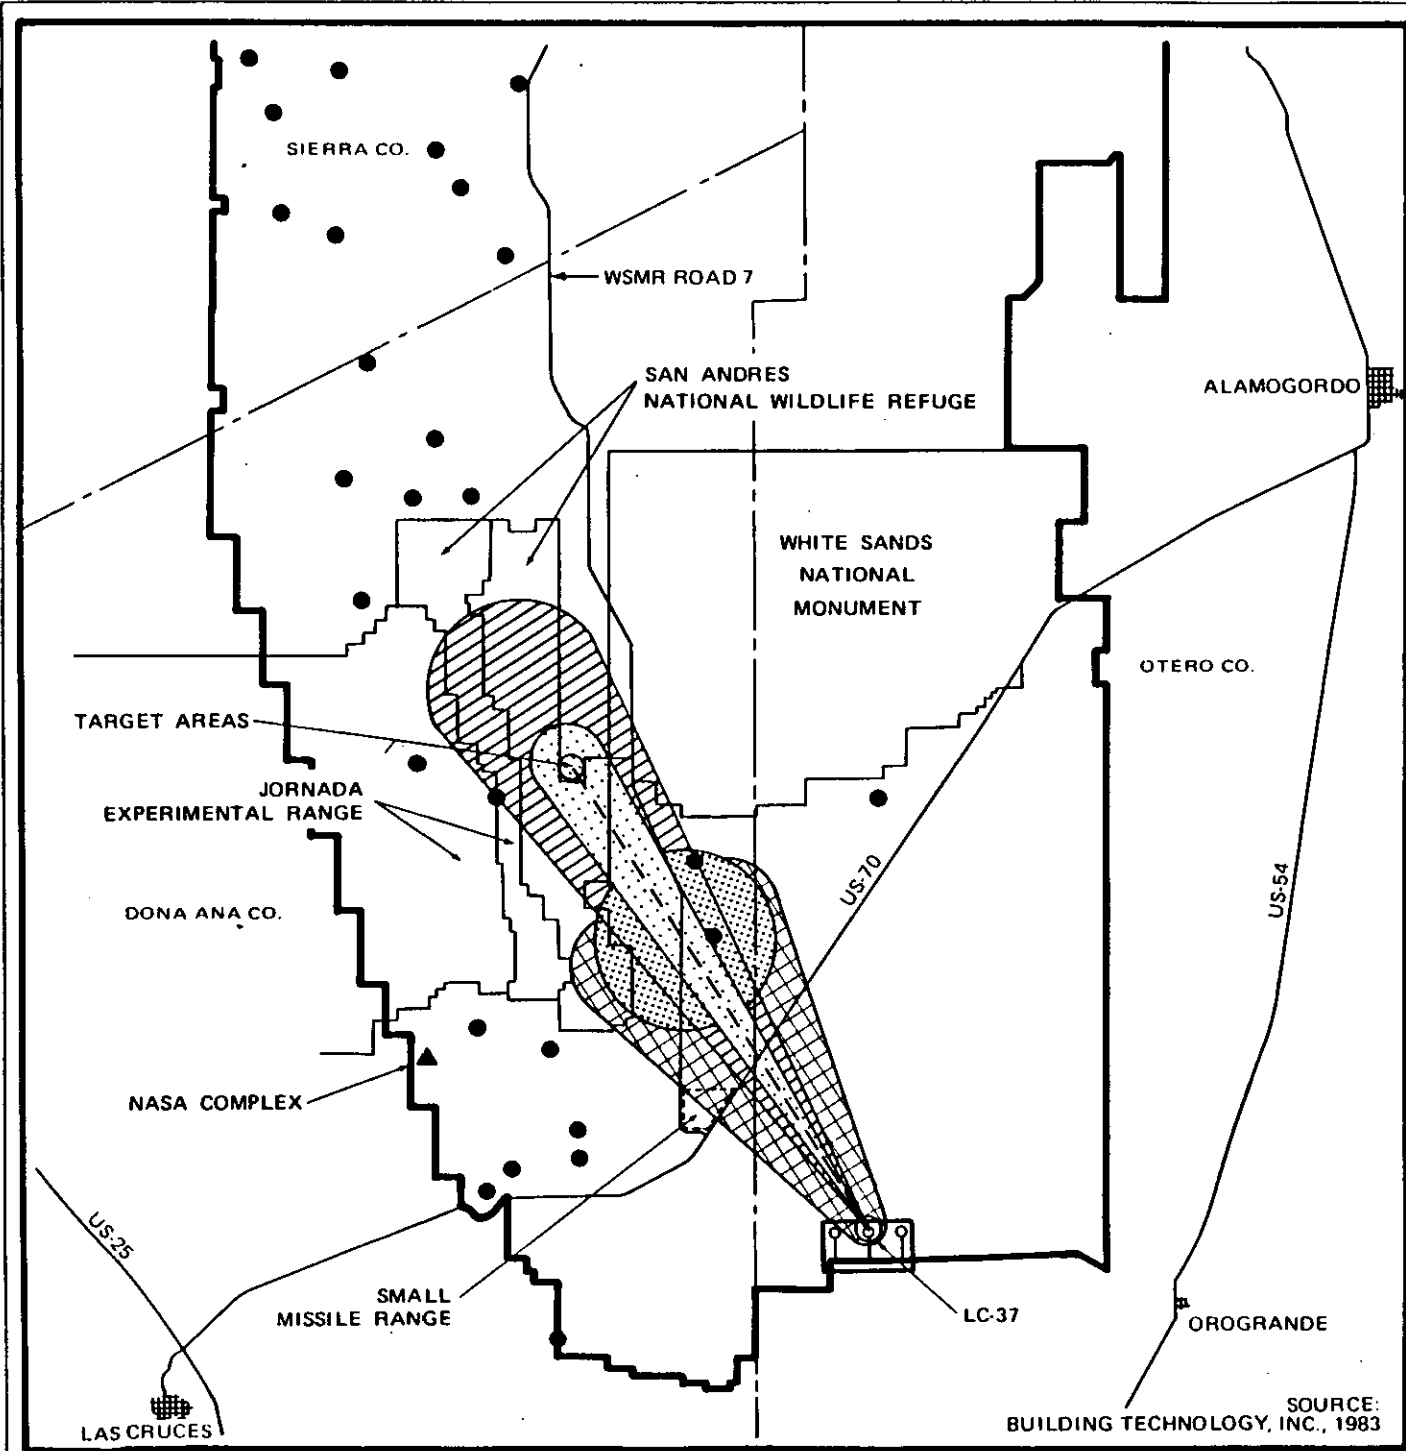 SIERRA CO.
WSMR ROAD 7
SAN ANDRES
NATIONAL WILDLIFE REFUGE
ALAMOGORDO
WHITE SANDS
NATIONAL
MONUMENT
OTERO CO.
TARGET AREAS
JORNADA
EXPERIMENTAL RANGE
US-70
US-54
DONA ANA CO.
NASA COMPLEX
US-25
SMALL
MISSILE RANGE
LC-37
OROGRANDE
LAS CRUCES
SOURCE:
BUILDING TECHNOLOGY, INC., 1983